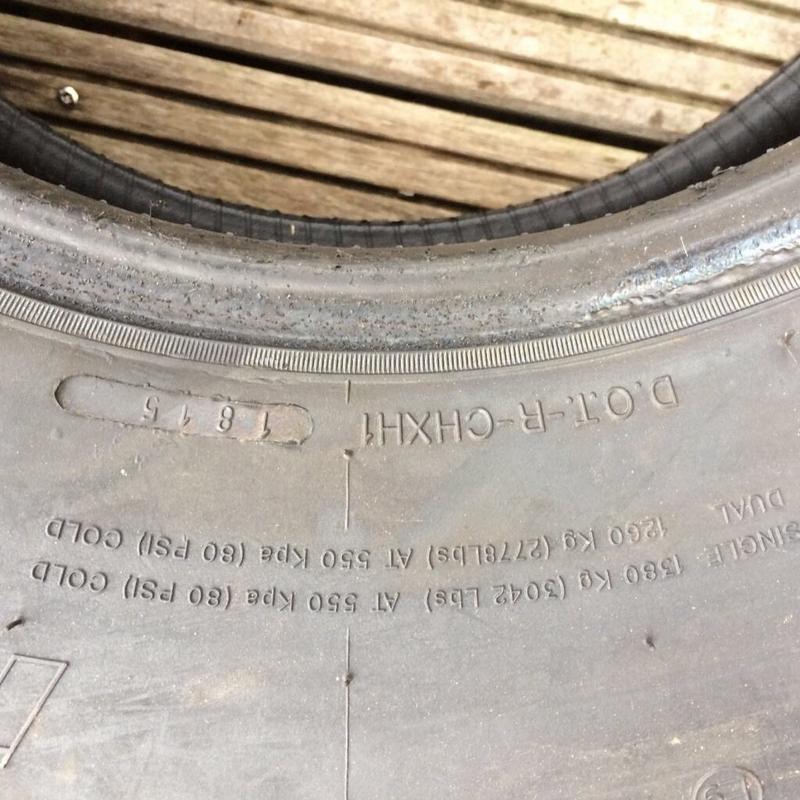 SINGLE 1380 Kg (3042 Lbs) AT 550 Kpa (80 PSI) COLD
DUAL 1260 Kg (2778Lbs) AT 550 Kpa (80 PSI) COLD
D.O.T.-R-CHXH1 1815